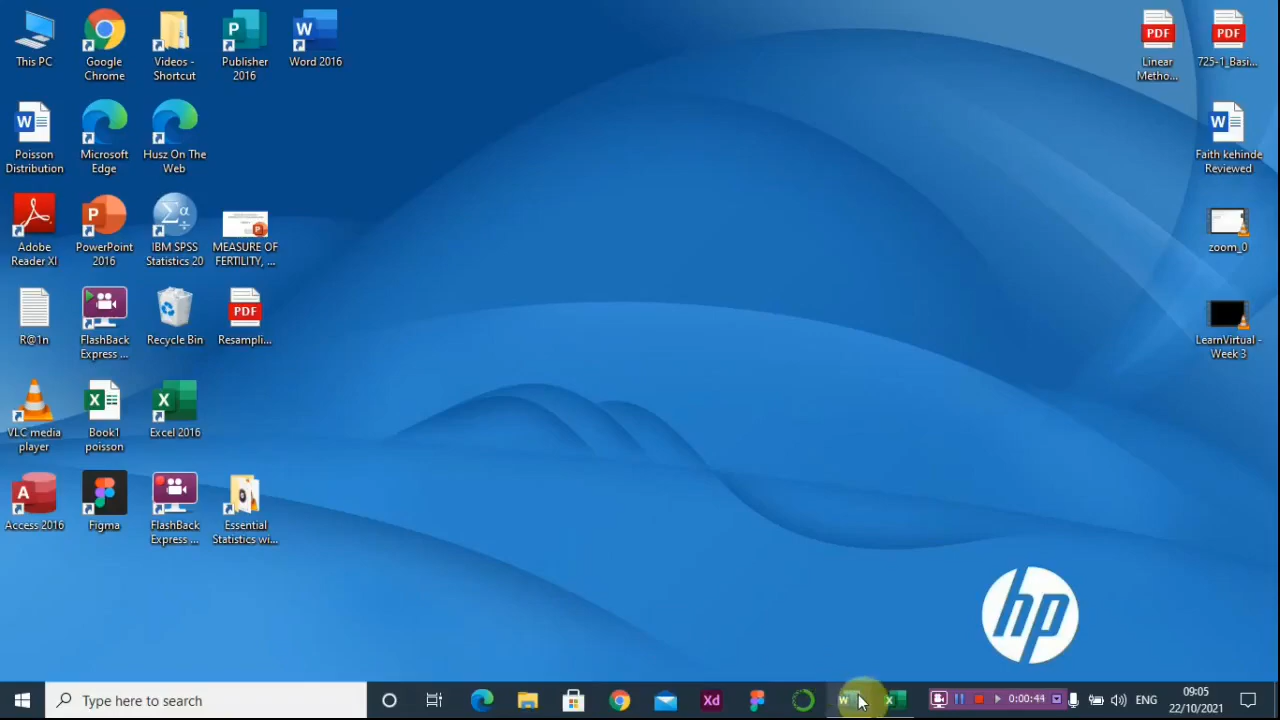 This PC
Google
Chrome
Videos -
Shortcut
Publisher
2016
Word 2016
PDF
Linear
Metho...
PDF
725-1_Basi...
Poisson
Distribution
Microsoft
Edge
Husz On The
Web
Faith kehinde
Reviewed
Adobe
Reader XI
PowerPoint
2016
IBM SPSS
Statistics 20
MEASURE OF
FERTILITY, ...
zoom_0
R@1n
FlashBack
Express ...
Recycle Bin
PDF
Resampli...
LearnVirtual -
Week 3
VLC media
player
Book1
poisson
Excel 2016
Access 2016
Figma
FlashBack
Express ...
Essential
Statistics wi...
hp
Type here to search
Xd
0:00:44
ENG
09:05
22/10/2021